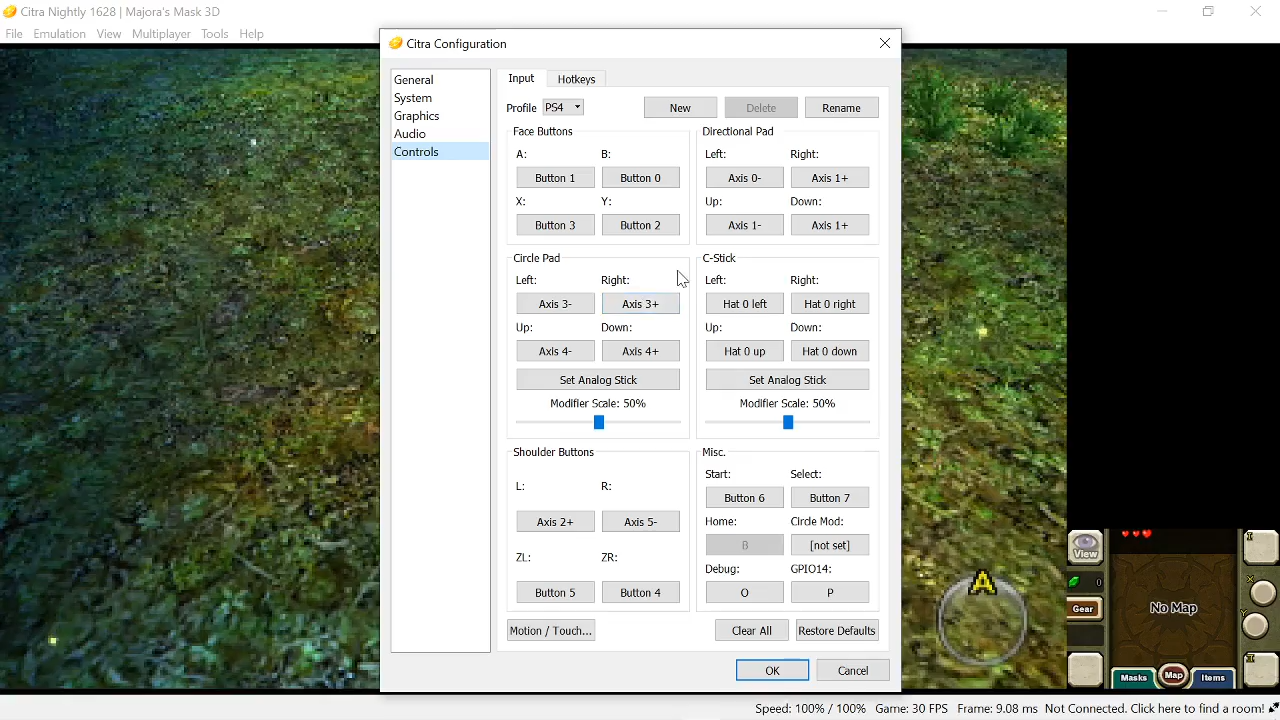 Citra Nightly 1628 | Majora's Mask 3D
File Emulation View Multiplayer Tools Help
Citra Configuration
General
System
Graphics
Audio
Controls
Input Hotkeys
Profile PS4 New Delete Rename
Face Buttons
A: B:
Button 1 Button 0
X: Y:
Button 3 Button 2
Directional Pad
Left: Right:
Axis 0- Axis 1+
Up: Down:
Axis 1- Axis 1+
Circle Pad
Left: Right:
Axis 3- Axis 3+
Up: Down:
Axis 4- Axis 4+
Set Analog Stick
Modifier Scale: 50%
C-Stick
Left: Right:
Hat 0 left Hat 0 right
Up: Down:
Hat 0 up Hat 0 down
Set Analog Stick
Modifier Scale: 50%
Shoulder Buttons
L: R:
Axis 2+ Axis 5-
ZL: ZR:
Button 5 Button 4
Misc.
Start: Select:
Button 6 Button 7
Home: Circle Mod:
B [not set]
Debug: GPIO14:
O P
Motion / Touch... Clear All Restore Defaults
OK Cancel
A
View
0
Gear
No Map
I
X
Y
II
Masks Map Items
Speed: 100% / 100% Game: 30 FPS Frame: 9.08 ms Not Connected. Click here to find a room!